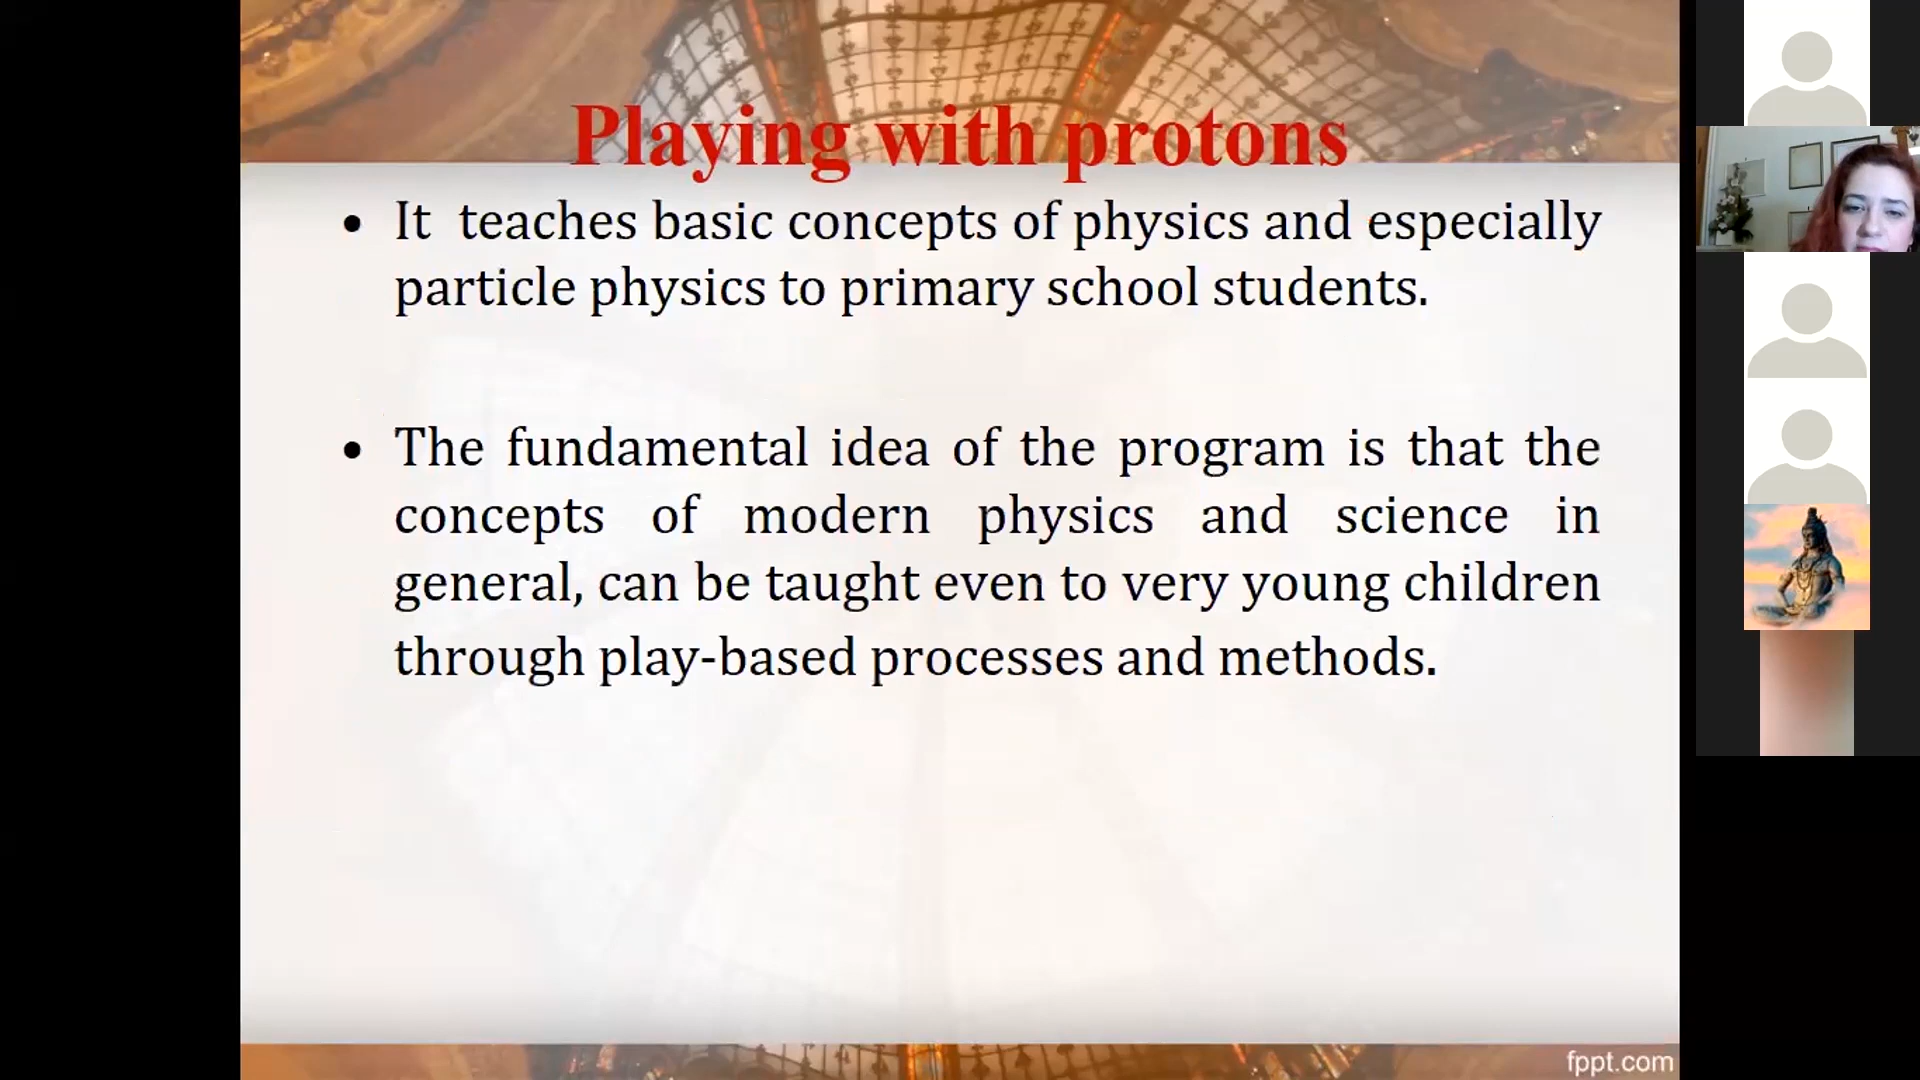 Playing with protons
• It teaches basic concepts of physics and especially
particle physics to primary school students.
• The fundamental idea of the program is that the
concepts of modern physics and science in
general, can be taught even to very young children
through play-based processes and methods.
fppt.com